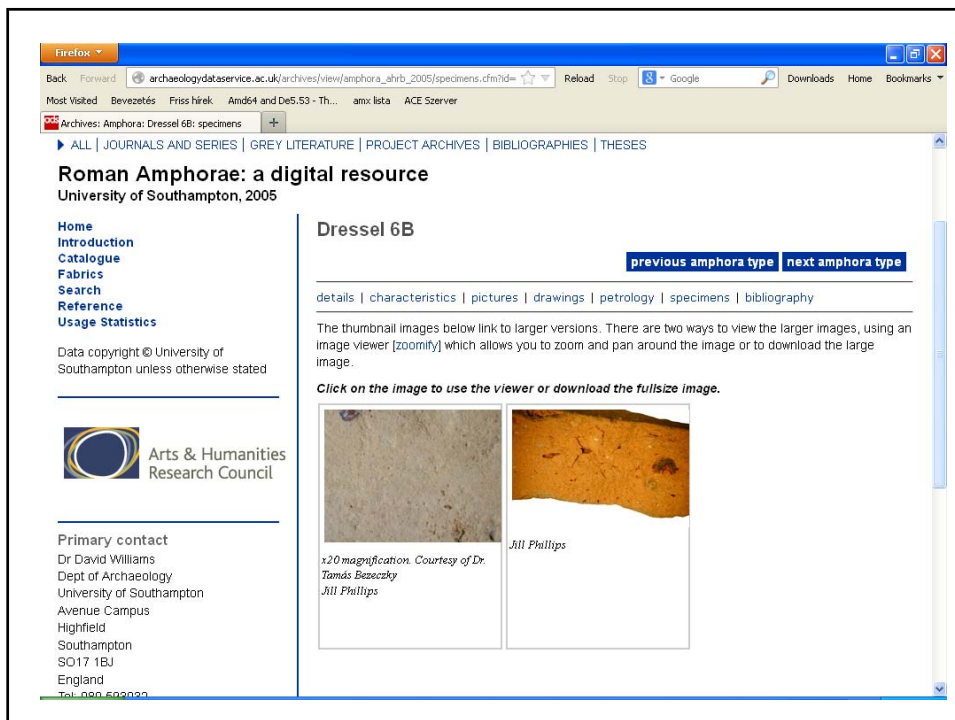 Firefox
Back Forward archaeologydataservice.ac.uk/archives/view/amphora_ahrb_2005/specimens.cfm?id= Reload Stop Google Downloads Home Bookmarks
Most Visited Bevezetés Friss hírek Amd64 and De5.53 - Th... amx lista ACE Szerver
ads Archives: Amphora: Dressel 6B: specimens +
ALL | JOURNALS AND SERIES | GREY LITERATURE | PROJECT ARCHIVES | BIBLIOGRAPHIES | THESES
Roman Amphorae: a digital resource
University of Southampton, 2005
Home
Introduction
Catalogue
Fabrics
Search
Reference
Usage Statistics
Data copyright © University of
Southampton unless otherwise stated
Arts & Humanities
Research Council
Primary contact
Dr David Williams
Dept of Archaeology
University of Southampton
Avenue Campus
Highfield
Southampton
SO17 1BJ
England
Dressel 6B
previous amphora type next amphora type
details | characteristics | pictures | drawings | petrology | specimens | bibliography
The thumbnail images below link to larger versions. There are two ways to view the larger images, using an
image viewer [zoomify] which allows you to zoom and pan around the image or to download the large
image.
Click on the image to use the viewer or download the fullsize image.
x20 magnification. Courtesy of Dr.
Tamás Bezeczky
Jill Phillips
Jill Phillips